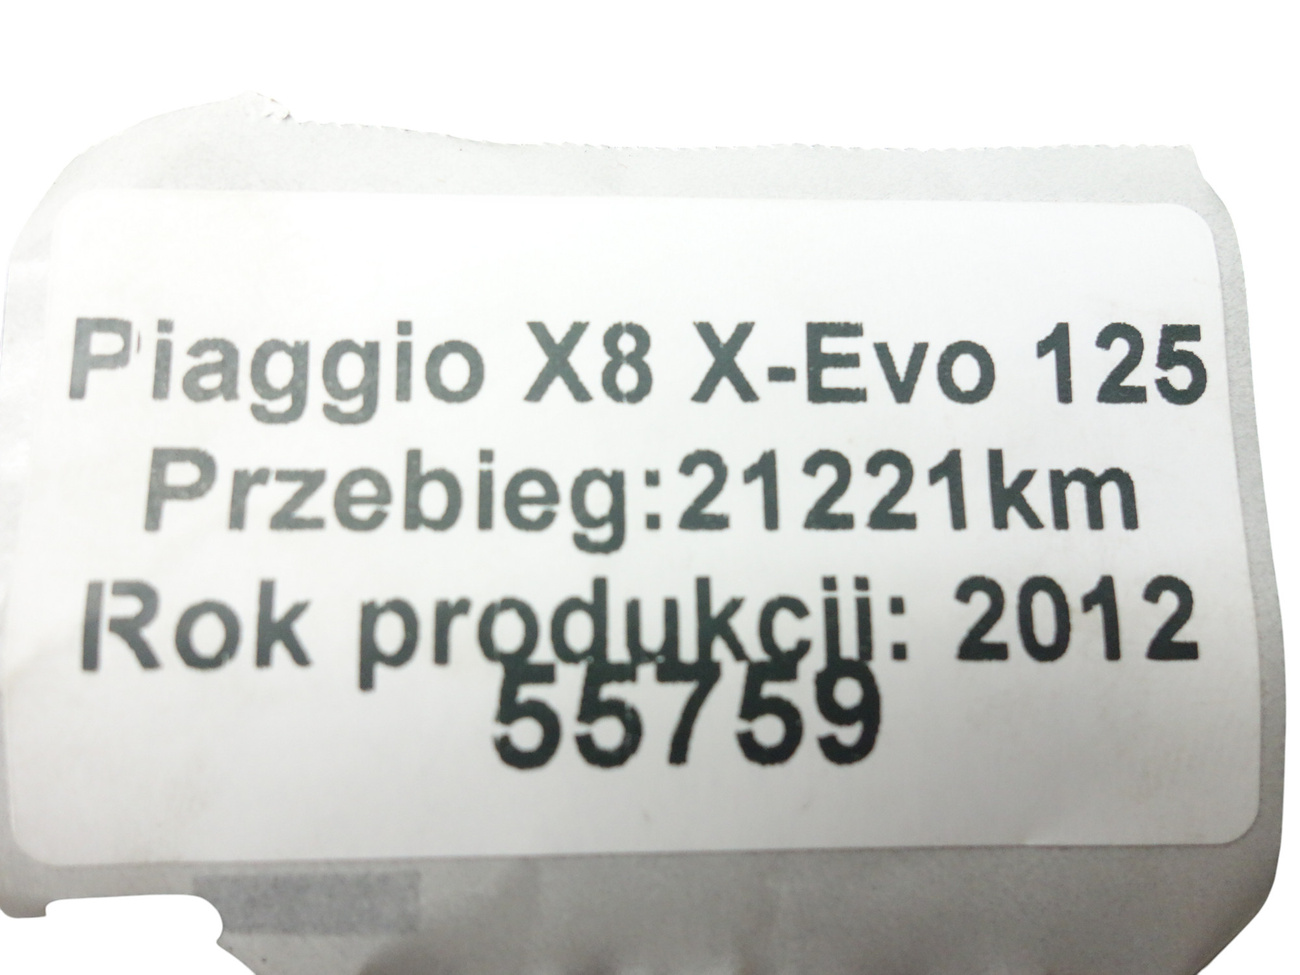 Piaggio X8 X-Evo 125
Przebieg:21221km
Rok produkcji: 2012
55759